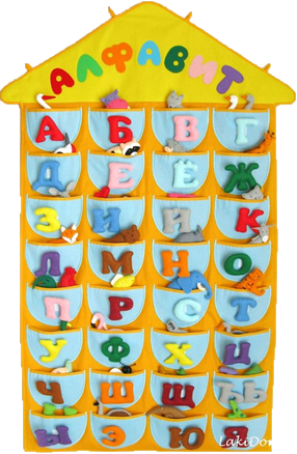 АЛФАВИТ
А Б В Г
Д Е Ё Ж
З И Й К
Л М Н О
П Р С Т
У Ф Х Ц
Ч Ш Щ ЪЬ
Ы Э Ю Я